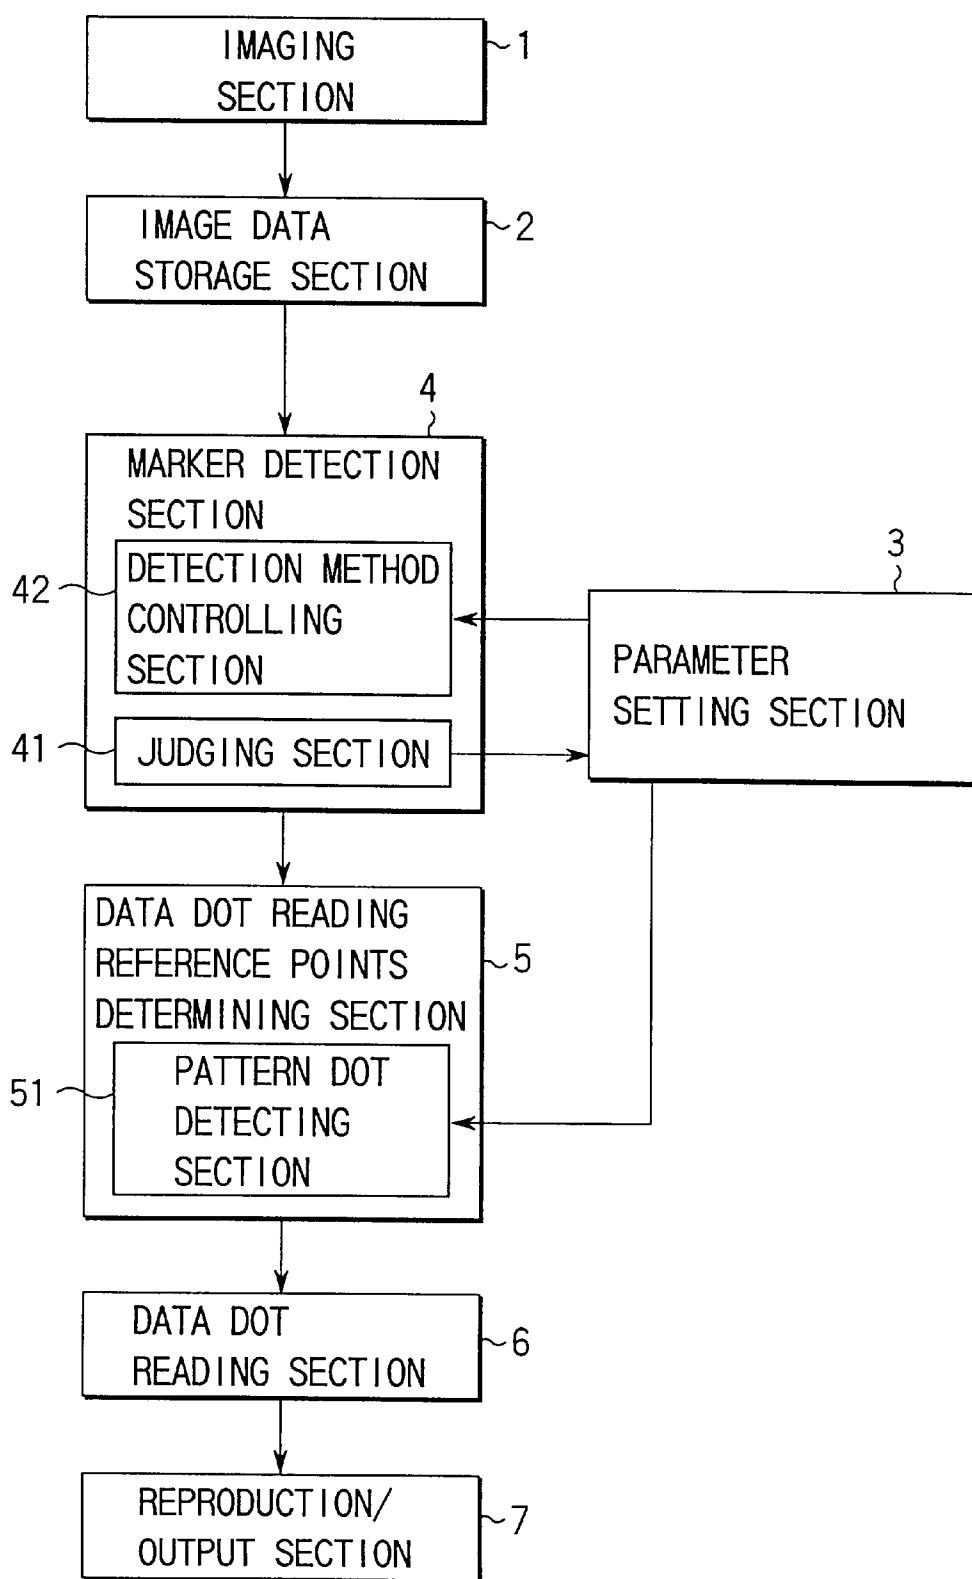 IMAGING
SECTION
1
IMAGE DATA
STORAGE SECTION
2
4
MARKER DETECTION
SECTION
42
DETECTION METHOD
CONTROLLING
SECTION
3
PARAMETER
SETTING SECTION
41
JUDGING SECTION
DATA DOT READING
REFERENCE POINTS
DETERMINING SECTION
5
51
PATTERN DOT
DETECTING
SECTION
DATA DOT
READING SECTION
6
REPRODUCTION/
OUTPUT SECTION
7